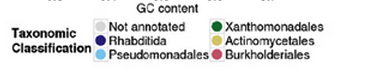 GC content
Taxonomic Classification
Not annotated
Rhabditida
Pseudomonadales
Xanthomonadales
Actinomycetales
Burkholderiales